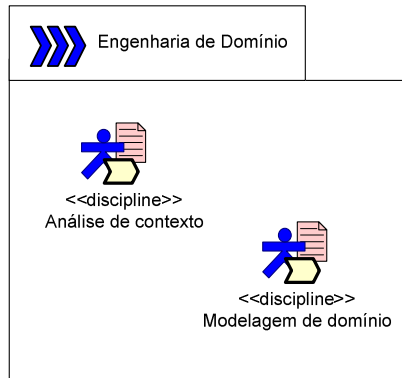 Engenharia de Domínio
<<discipline>>
Análise de contexto
<<discipline>>
Modelagem de domínio